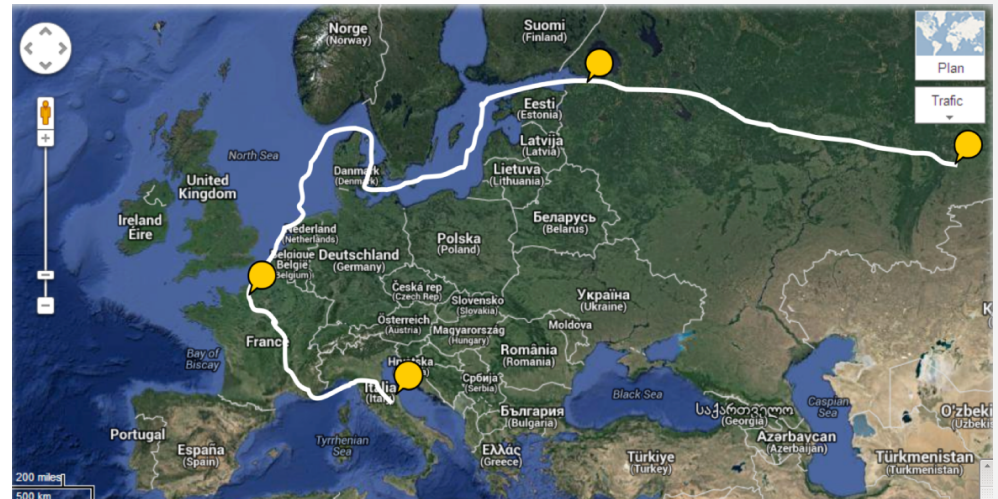 Norge
(Norway)
Suomi
(Finland)
Plan
Trafic
Eesti
(Estonia)
North Sea
Latvija
(Latvia)
Danmark
(Denmark)
Lietuva
(Lithuania)
United
Kingdom
Ireland
Éire
Nederland
(Netherlands)
Беларусь
(Belarus)
Polska
(Poland)
Belgique
België
(Belgium)
Deutschland
(Germany)
Česká rep
(Czech Rep)
Slovensko
(Slovakia)
Україна
(Ukraine)
Österreich
(Austria)
Magyarország
(Hungary)
Moldova
France
Bay of
Biscay
România
(Romania)
Italia
Србија
(Serbia)
Black Sea
Caspian
Sea
България
(Bulgaria)
საქართველო
(Georgia)
Portugal
España
(Spain)
Tyrrhenian
Sea
Ελλάς
(Greece)
Türkiye
(Turkey)
Azərbaycan
(Azerbaijan)
Türkmenistan
(Turkmenistan)
200 miles
500 km